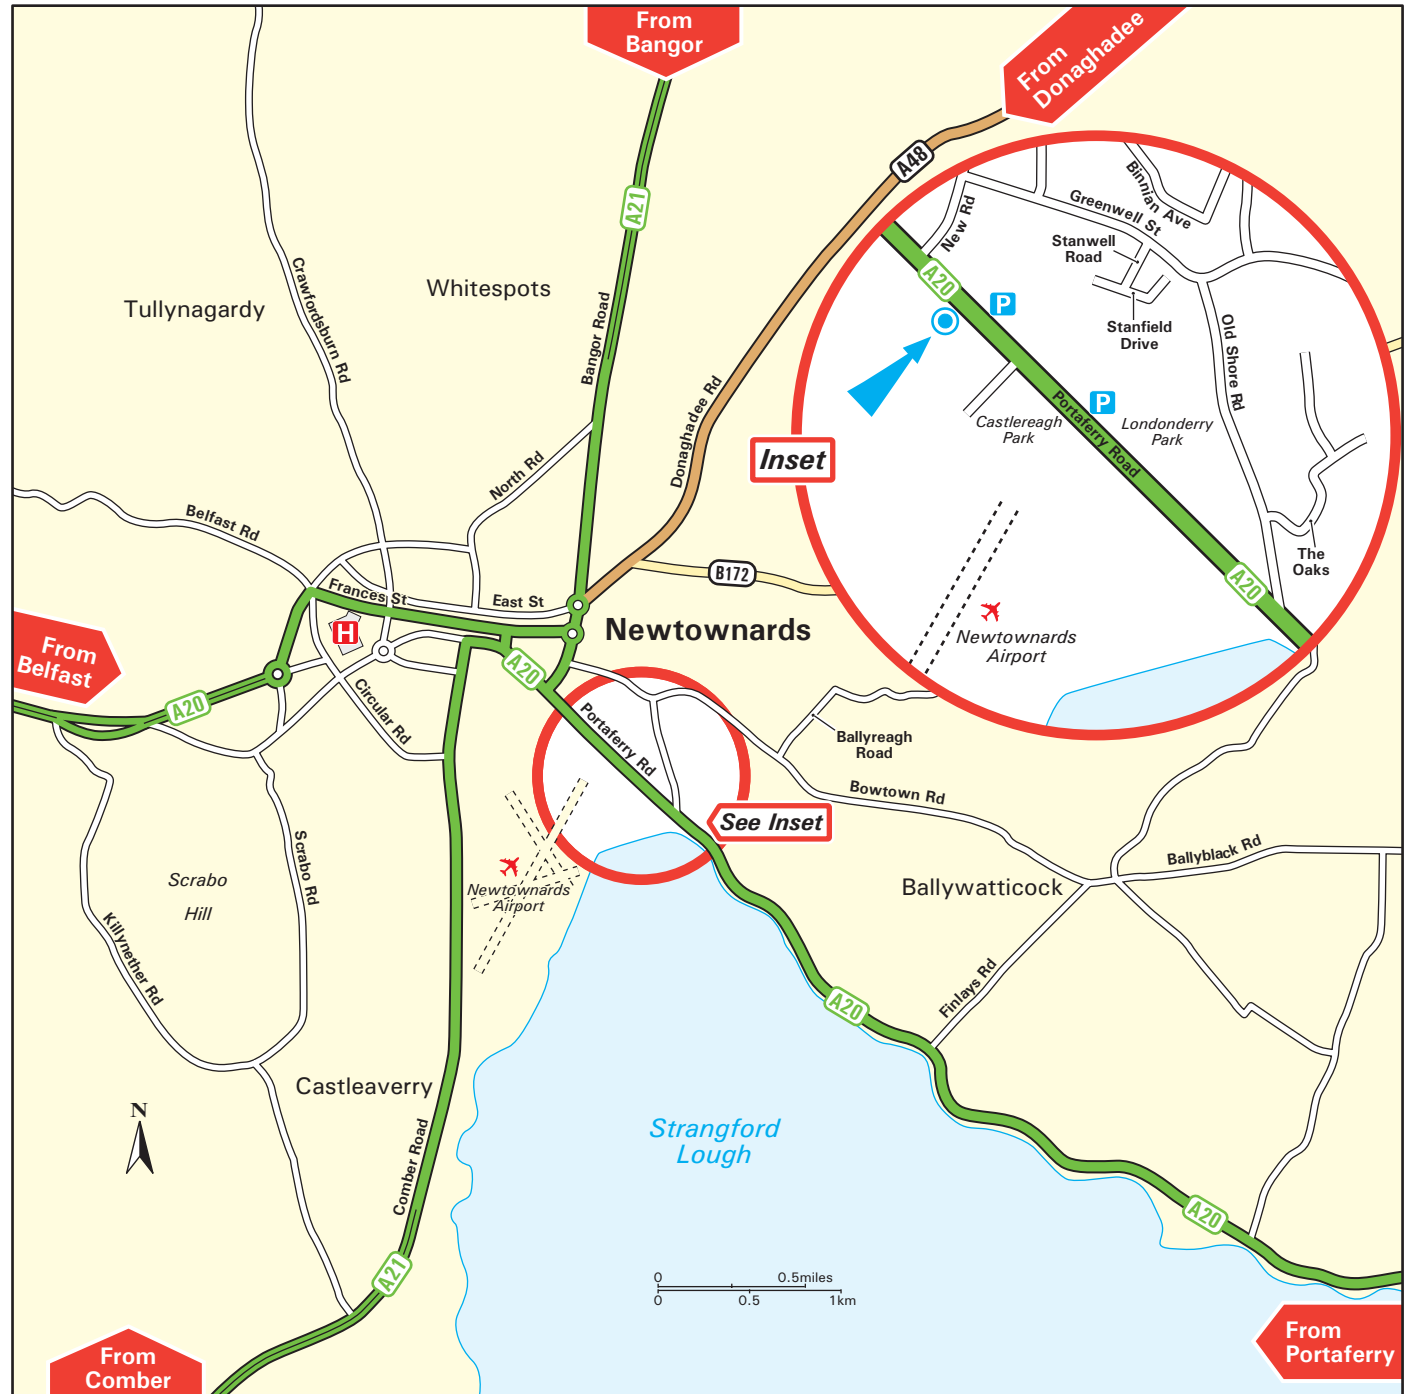 From
Bangor
From
Donaghadee
A48
A21
Binnian Ave
Greenwell St
New Rd
Stanwell
Road
A20
P
Stanfield
Drive
Old Shore Rd
P
Castlereagh
Park
Portaferry Road
Londonderry
Park
Inset
The
Oaks
A20
Newtownards
Airport
Crawfordsburn Rd
Tullynagardy
Whitespots
Bangor Road
Donaghadee Rd
North Rd
Belfast Rd
B172
Frances St
East St
H
Newtownards
From
Belfast
A20
A20
Circular Rd
Portaferry Rd
Ballyreagh
Road
Bowtown Rd
See Inset
Scrabo Rd
Ballyblack Rd
Scrabo
Hill
Newtownards
Airport
Ballywatticock
Killynether Rd
Finlays Rd
A20
Castleaverry
N
Strangford
Lough
Comber Road
A20
A21
0 0.5miles
0 0.5 1km
From
Portaferry
From
Comber